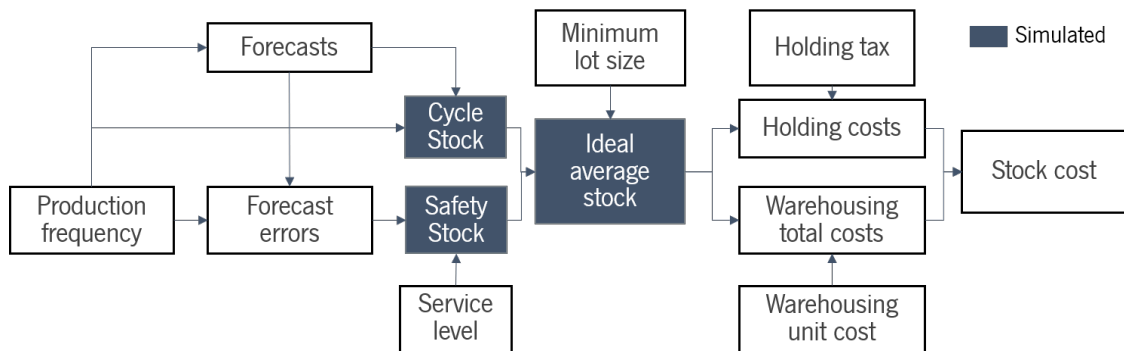 Forecasts
Minimum
lot size
Holding tax
Simulated
Cycle
Stock
Ideal
average
stock
Holding costs
Stock cost
Production
frequency
Forecast
errors
Safety
Stock
Warehousing
total costs
Service
level
Warehousing
unit cost